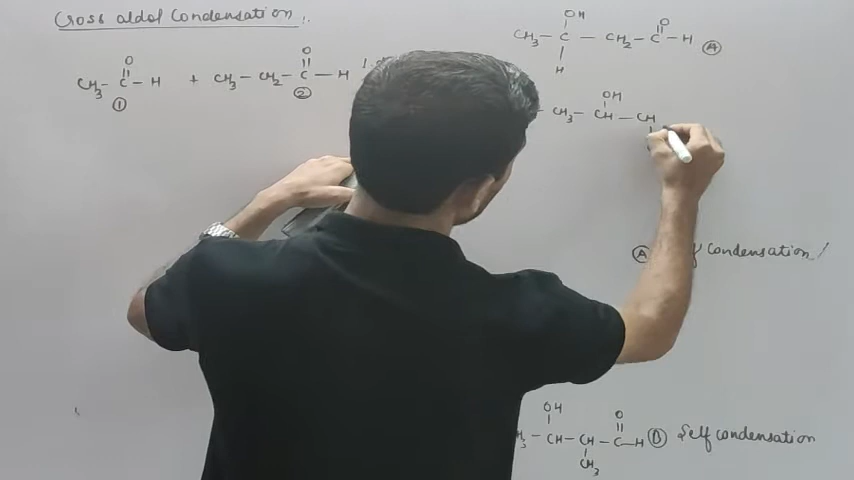 Cross aldol Condensation
OH
CH3 - C - CH2 - C - H Ⓐ
O
H
O
CH3 - C - H + CH3 - CH2 - C - H
O
① ②
OH
CH3 - CH - CH
condensation
OH O
- CH - CH - C - H Ⓓ Self condensation
CH3